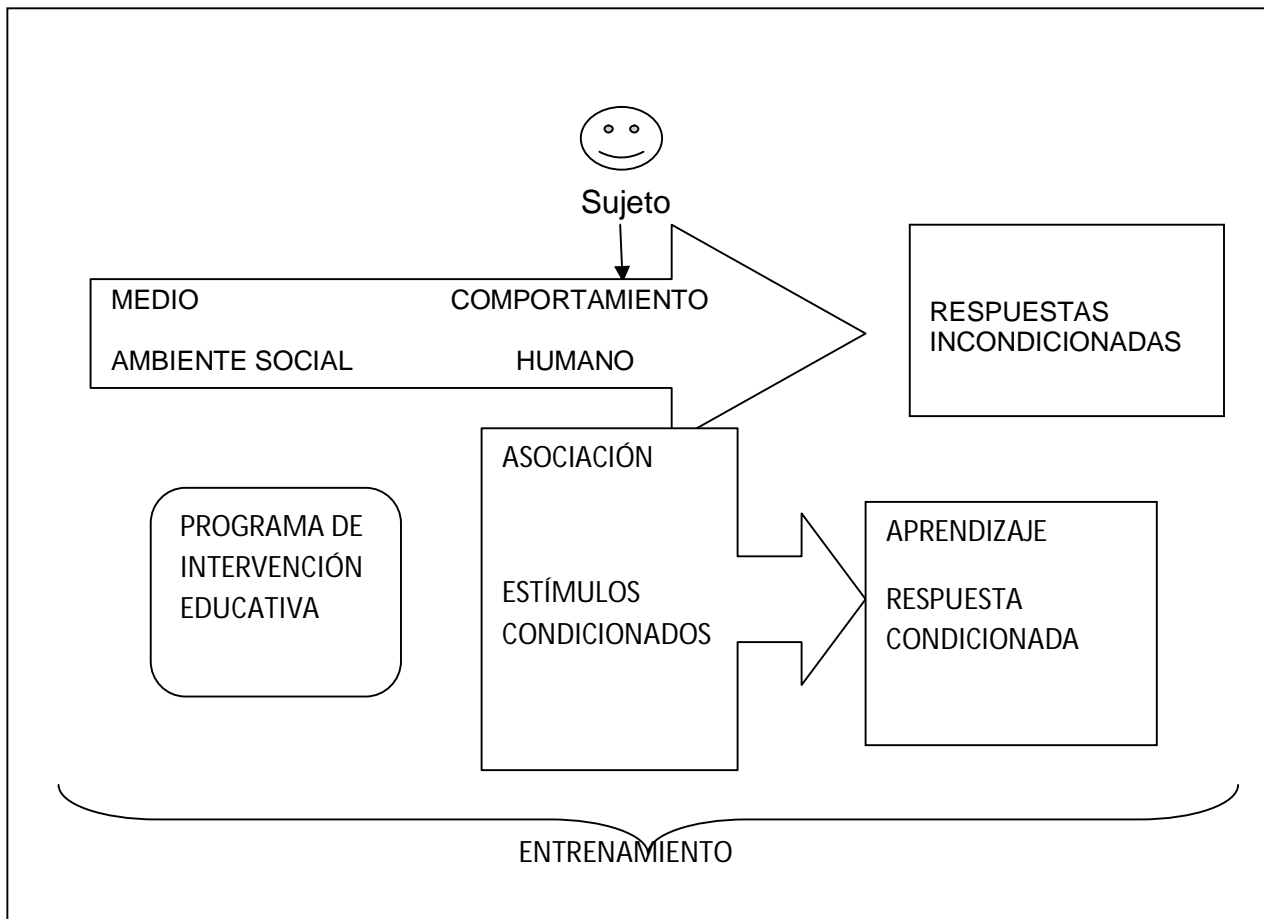 Sujeto
MEDIO COMPORTAMIENTO
AMBIENTE SOCIAL HUMANO
RESPUESTAS
INCONDICIONADAS
PROGRAMA DE
INTERVENCIÓN
EDUCATIVA
ASOCIACIÓN
ESTÍMULOS
CONDICIONADOS
APRENDIZAJE
RESPUESTA
CONDICIONADA
ENTRENAMIENTO